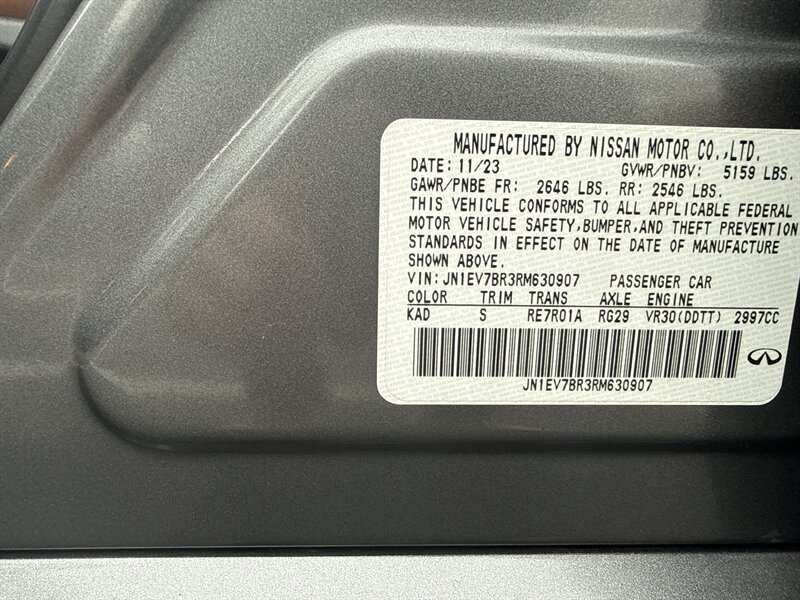 MANUFACTURED BY NISSAN MOTOR CO.,LTD.
DATE: 11/23 GVWR/PNBV: 5159 LBS.
GAWR/PNBE FR: 2646 LBS. RR: 2546 LBS.
THIS VEHICLE CONFORMS TO ALL APPLICABLE FEDERAL
MOTOR VEHICLE SAFETY,BUMPER,AND THEFT PREVENTION
STANDARDS IN EFFECT ON THE DATE OF MANUFACTURE
SHOWN ABOVE.
VIN: JN1EV7BR3RM630907 PASSENGER CAR
COLOR TRIM TRANS AXLE ENGINE
KAD S RE7R01A RG29 VR30(DDTT) 2997CC
JN1EV7BR3RM630907